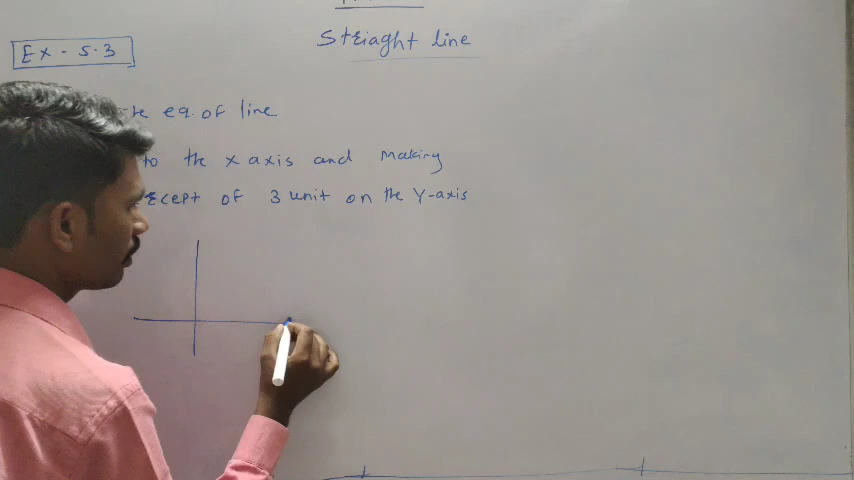 Striaght line
Ex - 5.3
eq. of line
to the x axis and making
cept of 3 unit on the Y-axis